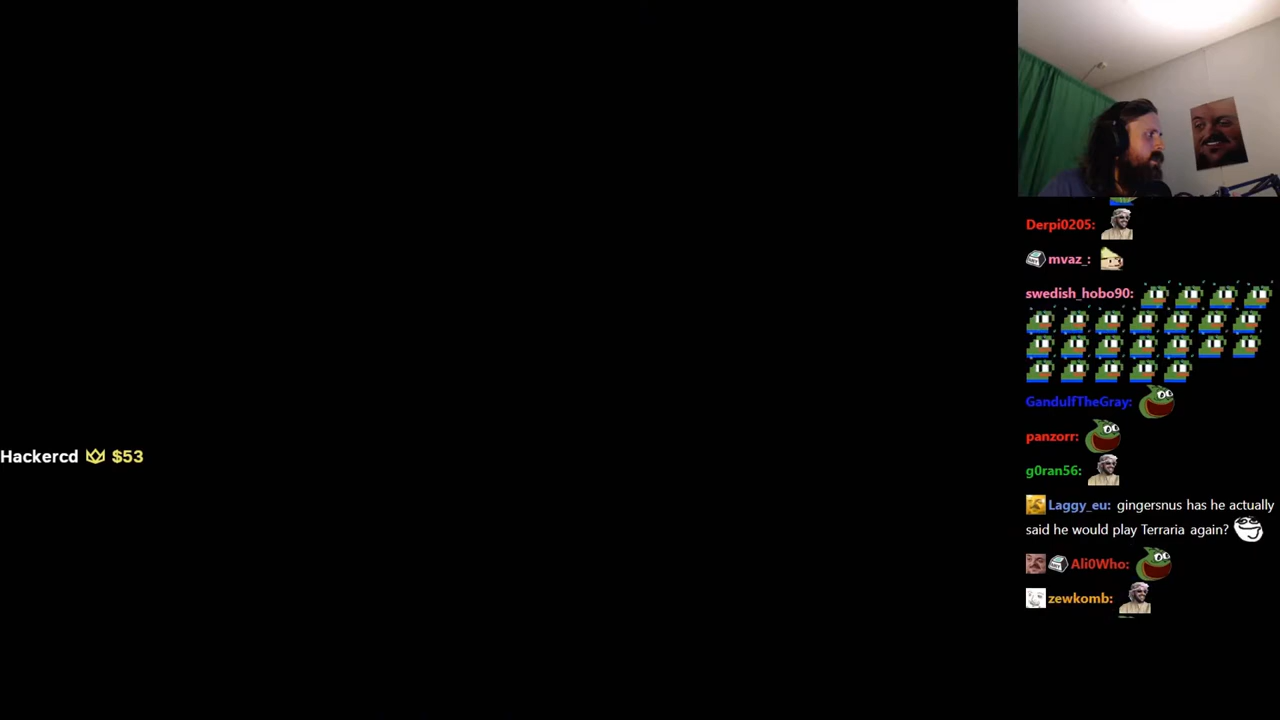 Derpi0205:
mvaz_:
swedish_hobo90:
GandulfTheGray:
panzorr:
g0ran56:
Hackercd $53
Laggy_eu: gingersnus has he actually
said he would play Terraria again?
Ali0Who:
zewkomb: